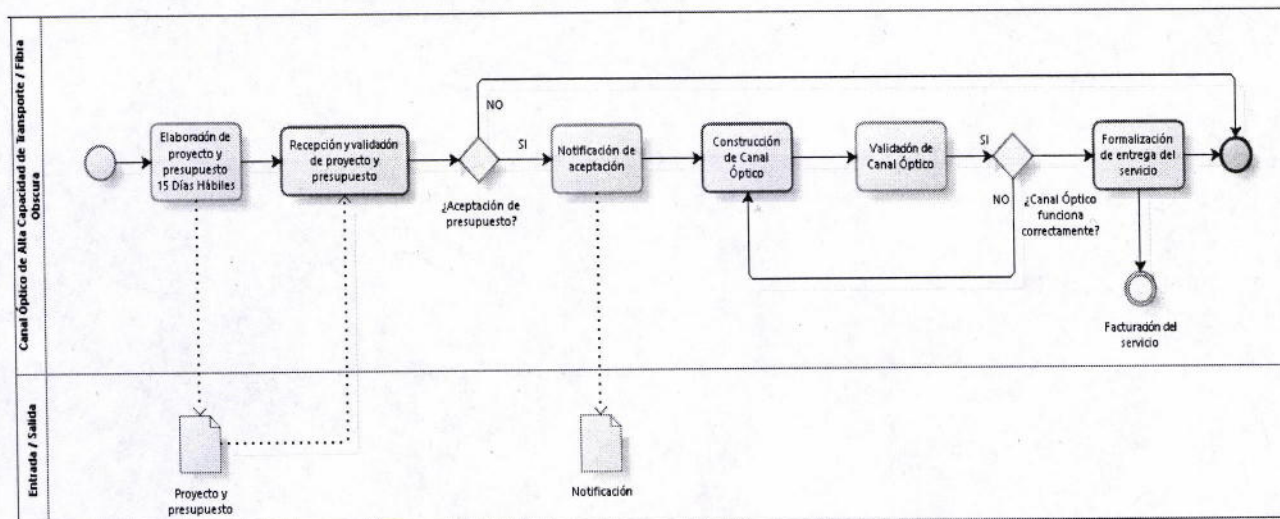 Canal Óptico de Alta Capacidad de Transporte / Fibra
Obscura
Elaboración de
proyecto y
presupuesto
15 Días Hábiles
Recepción y validación
de proyecto y
presupuesto
¿Aceptación de
presupuesto?
NO
SI
Notificación de
aceptación
Construcción
de Canal
Óptico
Validación de
Canal Óptico
SI
NO
¿Canal Óptico
funciona
correctamente?
Formalización
de entrega del
servicio
Facturación del
servicio
Entrada / Salida
Proyecto y
presupuesto
Notificación